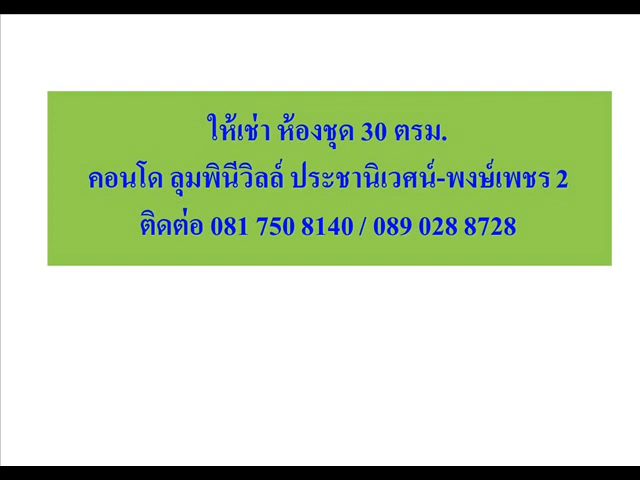 ให้เช่า ห้องชุด 30 ตรม.
คอนโด ลุมพินีวิลล์ ประชานิเวศน์-พงษ์เพชร 2
ติดต่อ 081 750 8140 / 089 028 8728